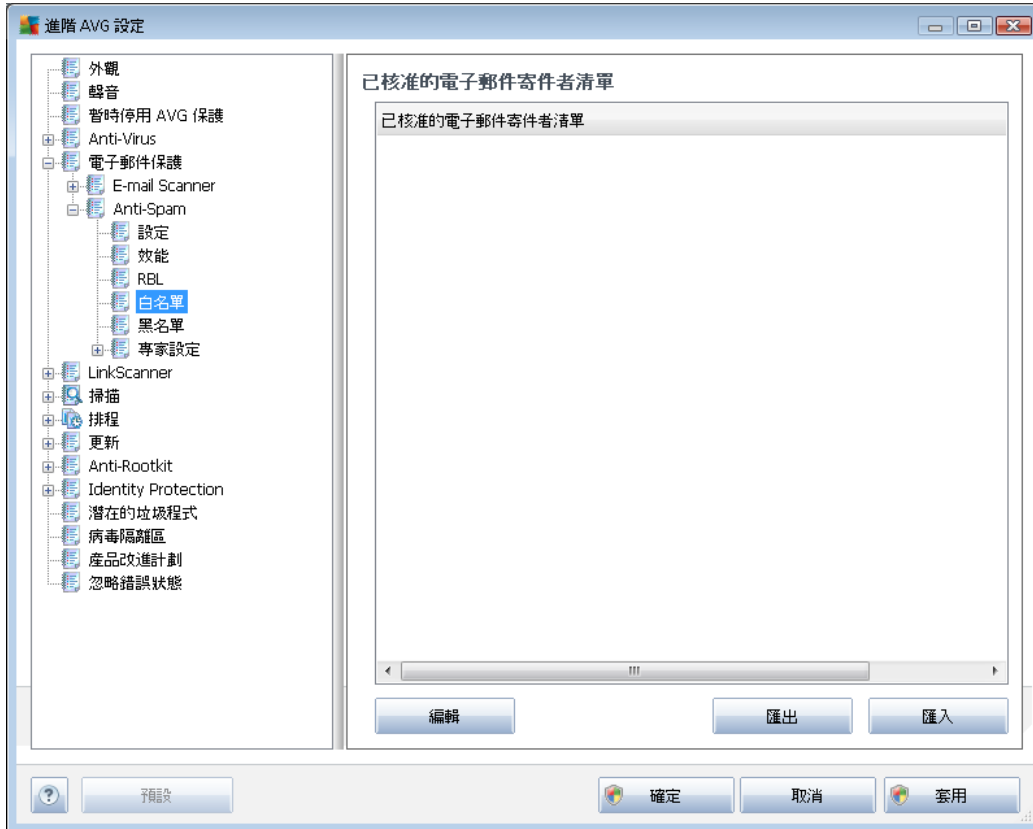 進階 AVG 設定
外觀
聲音
暫時停用 AVG 保護
Anti-Virus
電子郵件保護
E-mail Scanner
Anti-Spam
設定
效能
RBL
白名單
黑名單
專家設定
LinkScanner
掃描
排程
更新
Anti-Rootkit
Identity Protection
潛在的垃圾程式
病毒隔離區
產品改進計劃
忽略錯誤狀態
已核准的電子郵件寄件者清單
已核准的電子郵件寄件者清單
編輯
匯出
匯入
預設
確定
取消
套用